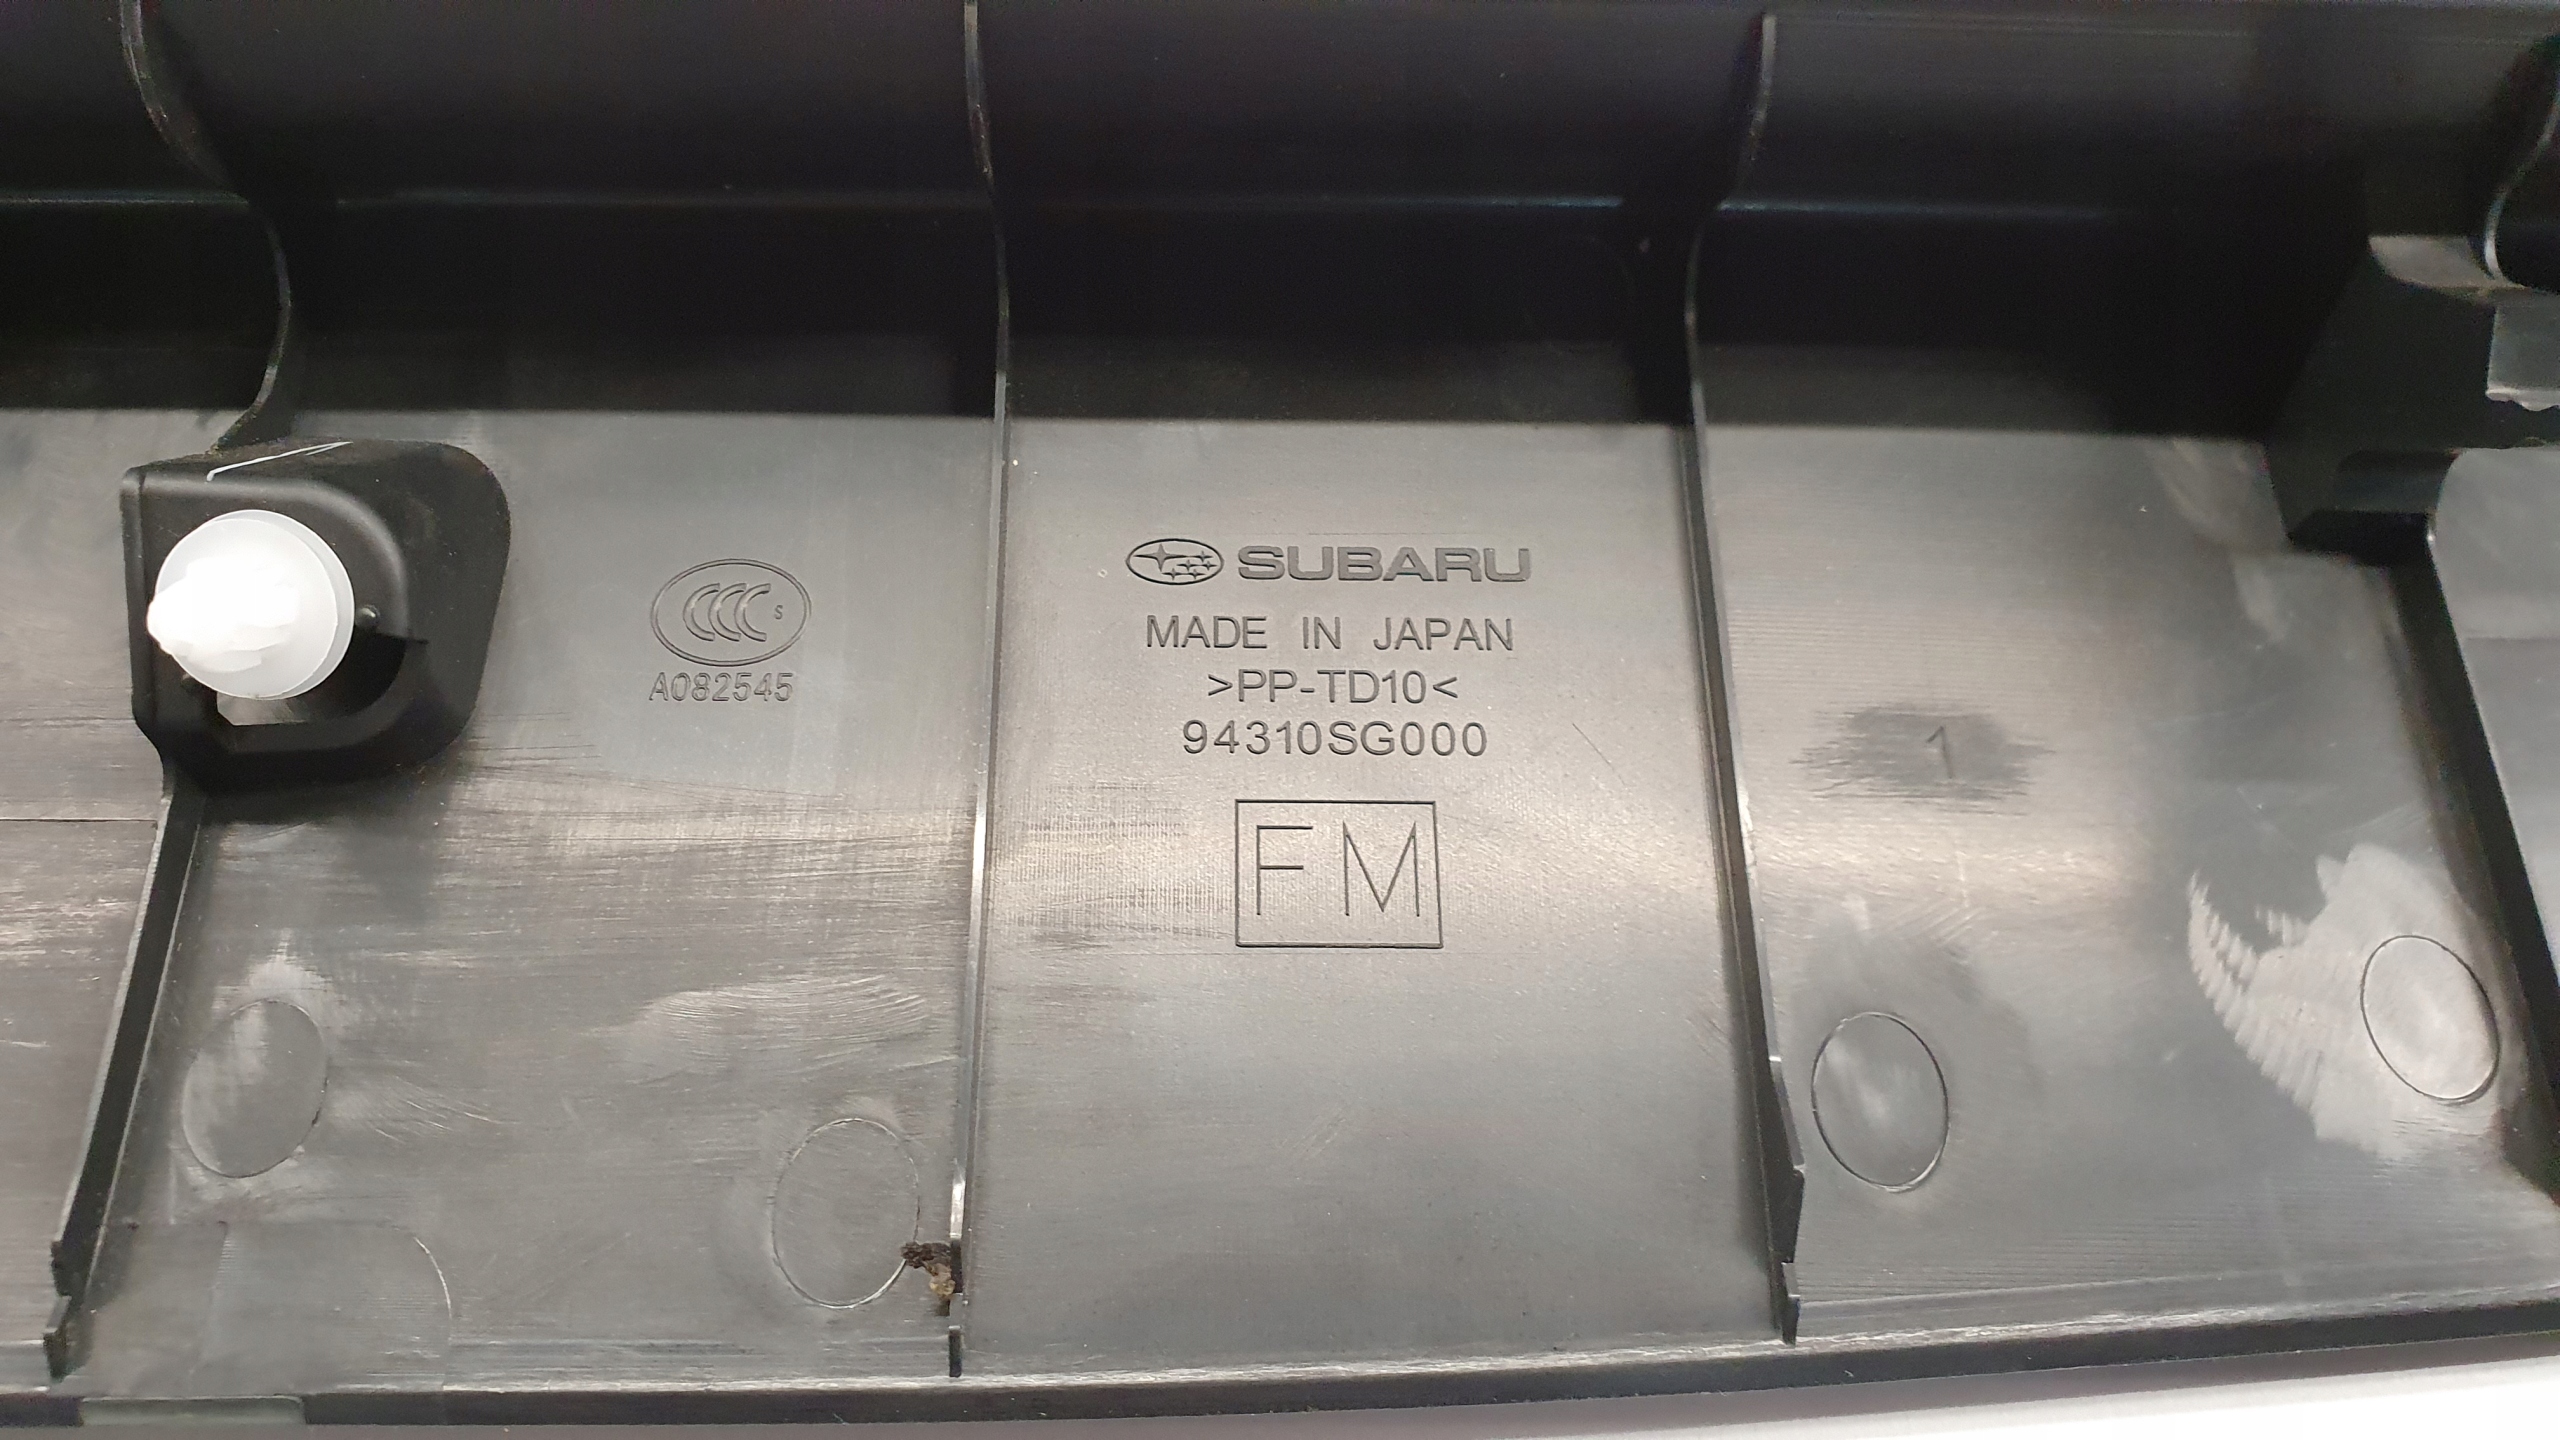 CCC S
A082545
SUBARU
MADE IN JAPAN
>PP-TD10<
94310SG000
FM
1